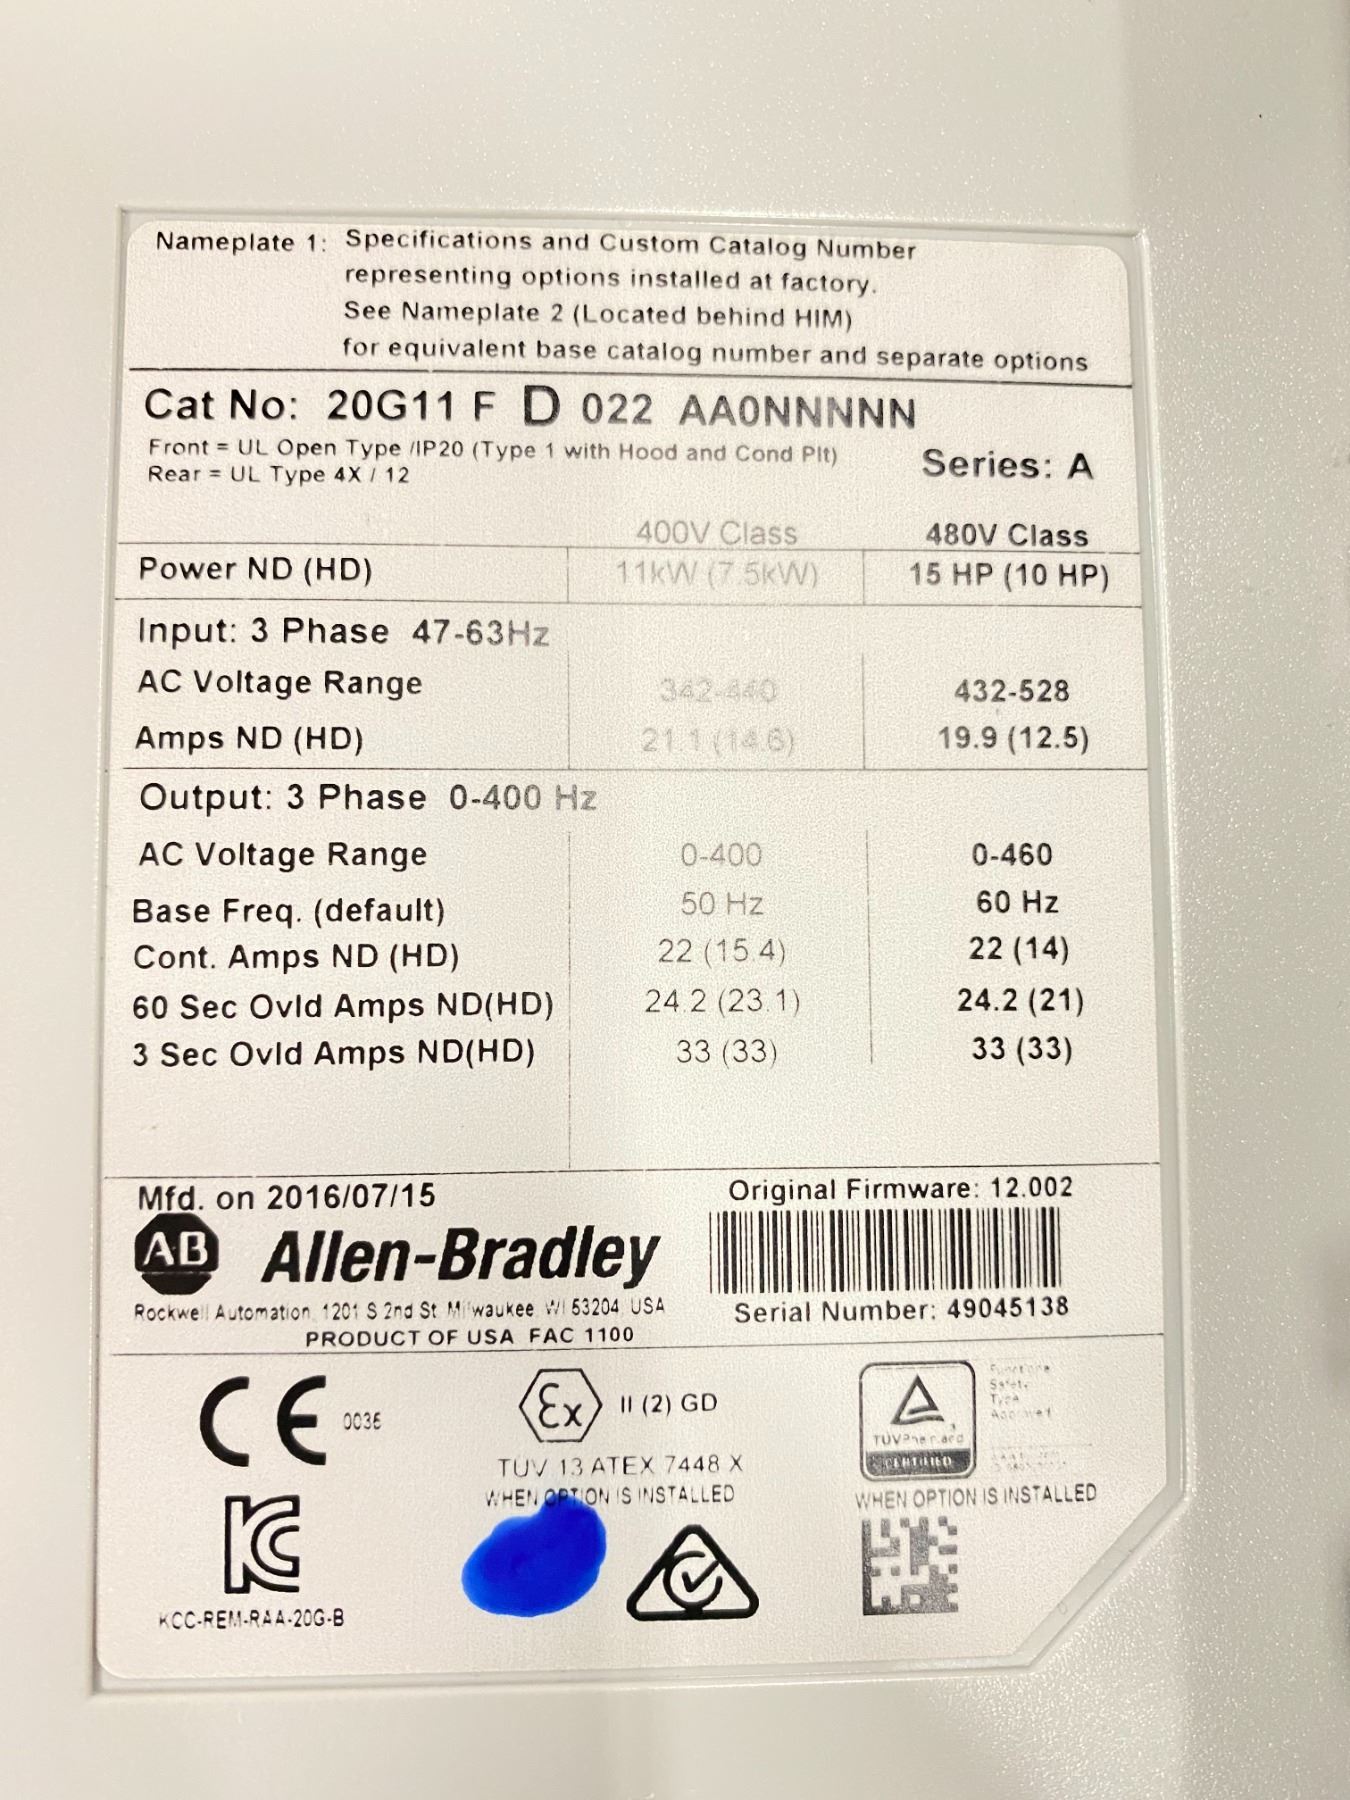 Nameplate 1: Specifications and Custom Catalog Number
representing options installed at factory.
See Nameplate 2 (Located behind HIM)
for equivalent base catalog number and separate options
Cat No: 20G11 F D 022 AA0NNNNN
Front = UL Open Type /IP20 (Type 1 with Hood and Cond Plt)
Rear = UL Type 4X / 12
Series: A
400V Class 480V Class
Power ND (HD) 11kW (7.5kW) 15 HP (10 HP)
Input: 3 Phase 47-63Hz
AC Voltage Range 342-440 432-528
Amps ND (HD) 21.1 (14.6) 19.9 (12.5)
Output: 3 Phase 0-400 Hz
AC Voltage Range 0-400 0-460
Base Freq. (default) 50 Hz 60 Hz
Cont. Amps ND (HD) 22 (15.4) 22 (14)
60 Sec Ovld Amps ND(HD) 24.2 (23.1) 24.2 (21)
3 Sec Ovld Amps ND(HD) 33 (33) 33 (33)
Mfd. on 2016/07/15
Original Firmware: 12.002
AB Allen-Bradley
Rockwell Automation 1201 S 2nd St Milwaukee WI 53204 USA
PRODUCT OF USA FAC 1100
Serial Number: 49045138
CE 0035
Ex II (2) GD
TÜV 13 ATEX 7448 X
WHEN OPTION IS INSTALLED
TÜVRheinland
CERTIFIED
Functional
Safety
Type
Approved
WHEN OPTION IS INSTALLED
KC
KCC-REM-RAA-20G-B